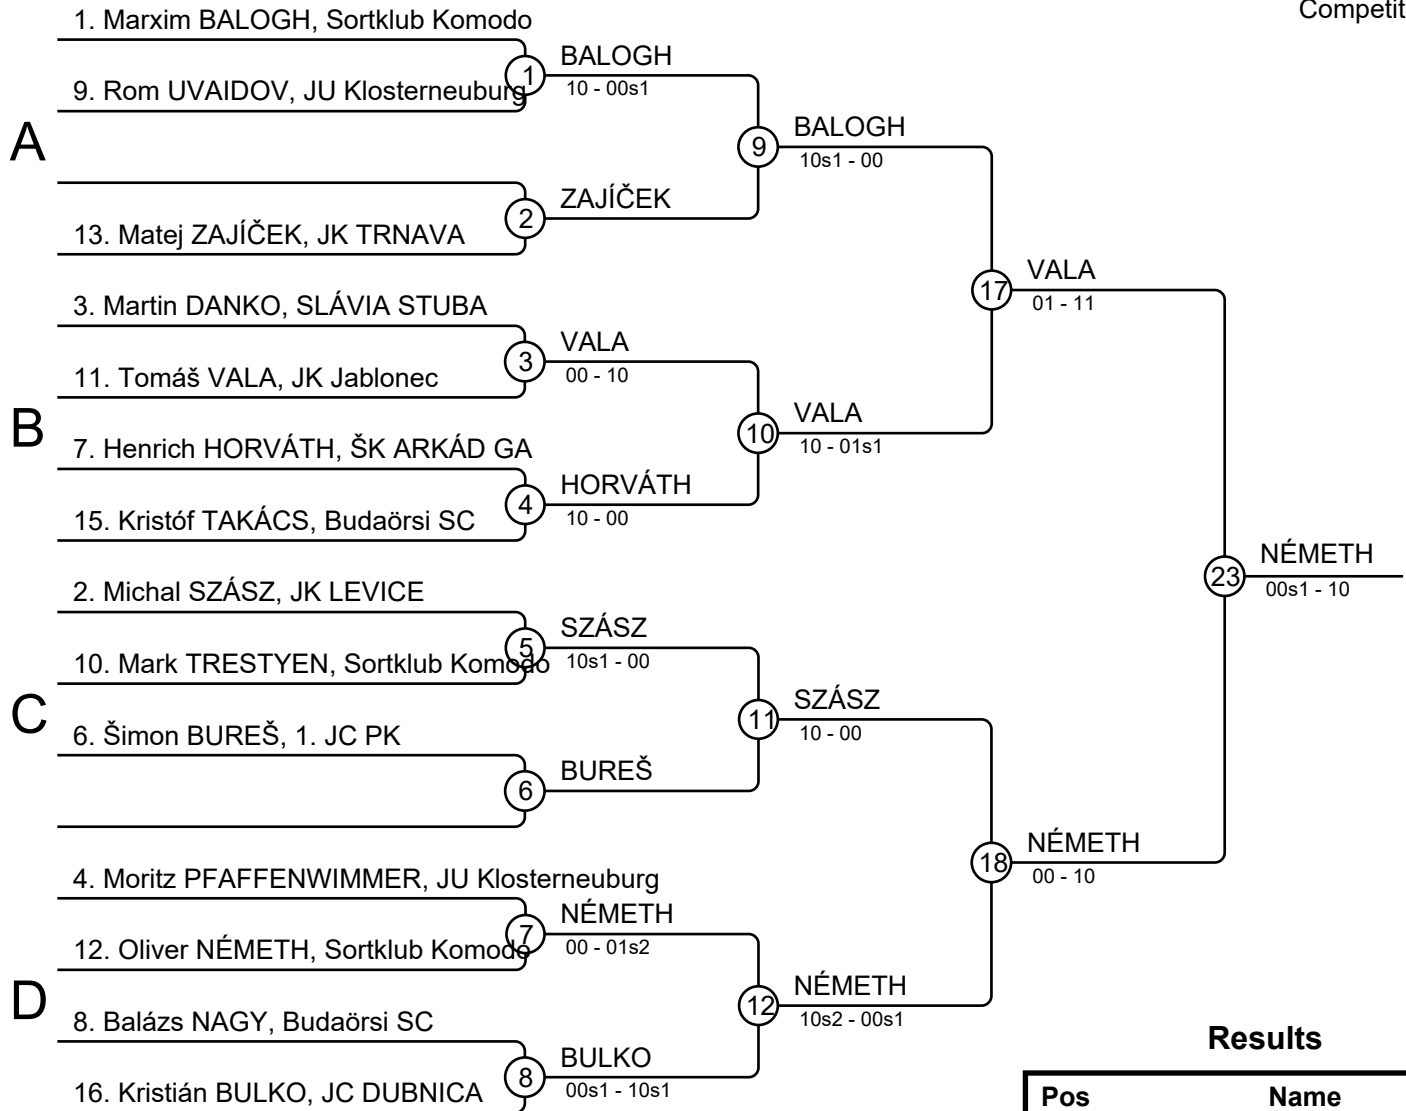 Competit
1. Marxim BALOGH, Sortklub Komodo
1
BALOGH
10 - 00s1
9. Rom UVAIDOV, JU Klosterneuburg
A
9
BALOGH
10s1 - 00
2
ZAJÍČEK
13. Matej ZAJÍČEK, JK TRNAVA
17
VALA
01 - 11
3. Martin DANKO, SLÁVIA STUBA
3
VALA
00 - 10
11. Tomáš VALA, JK Jablonec
B
10
VALA
10 - 01s1
7. Henrich HORVÁTH, ŠK ARKÁD GA
4
HORVÁTH
10 - 00
15. Kristóf TAKÁCS, Budaörsi SC
23
NÉMETH
00s1 - 10
2. Michal SZÁSZ, JK LEVICE
5
SZÁSZ
10s1 - 00
10. Mark TRESTYEN, Sortklub Komodo
C
11
SZÁSZ
10 - 00
6. Šimon BUREŠ, 1. JC PK
6
BUREŠ
18
NÉMETH
00 - 10
4. Moritz PFAFFENWIMMER, JU Klosterneuburg
7
NÉMETH
00 - 01s2
12. Oliver NÉMETH, Sortklub Komodo
D
12
NÉMETH
10s2 - 00s1
8. Balázs NAGY, Budaörsi SC
8
BULKO
00s1 - 10s1
16. Kristián BULKO, JC DUBNICA
Results
Pos Name